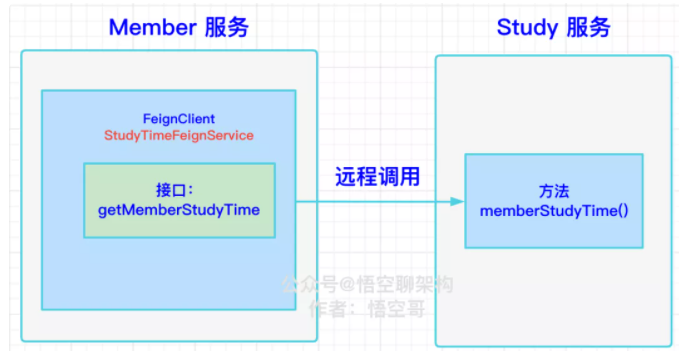 Member 服务
Study 服务
FeignClient
StudyTimeFeignService
接口：
getMemberStudyTime
远程调用
方法
memberStudyTime()
公众号@悟空聊架构
作者：悟空哥